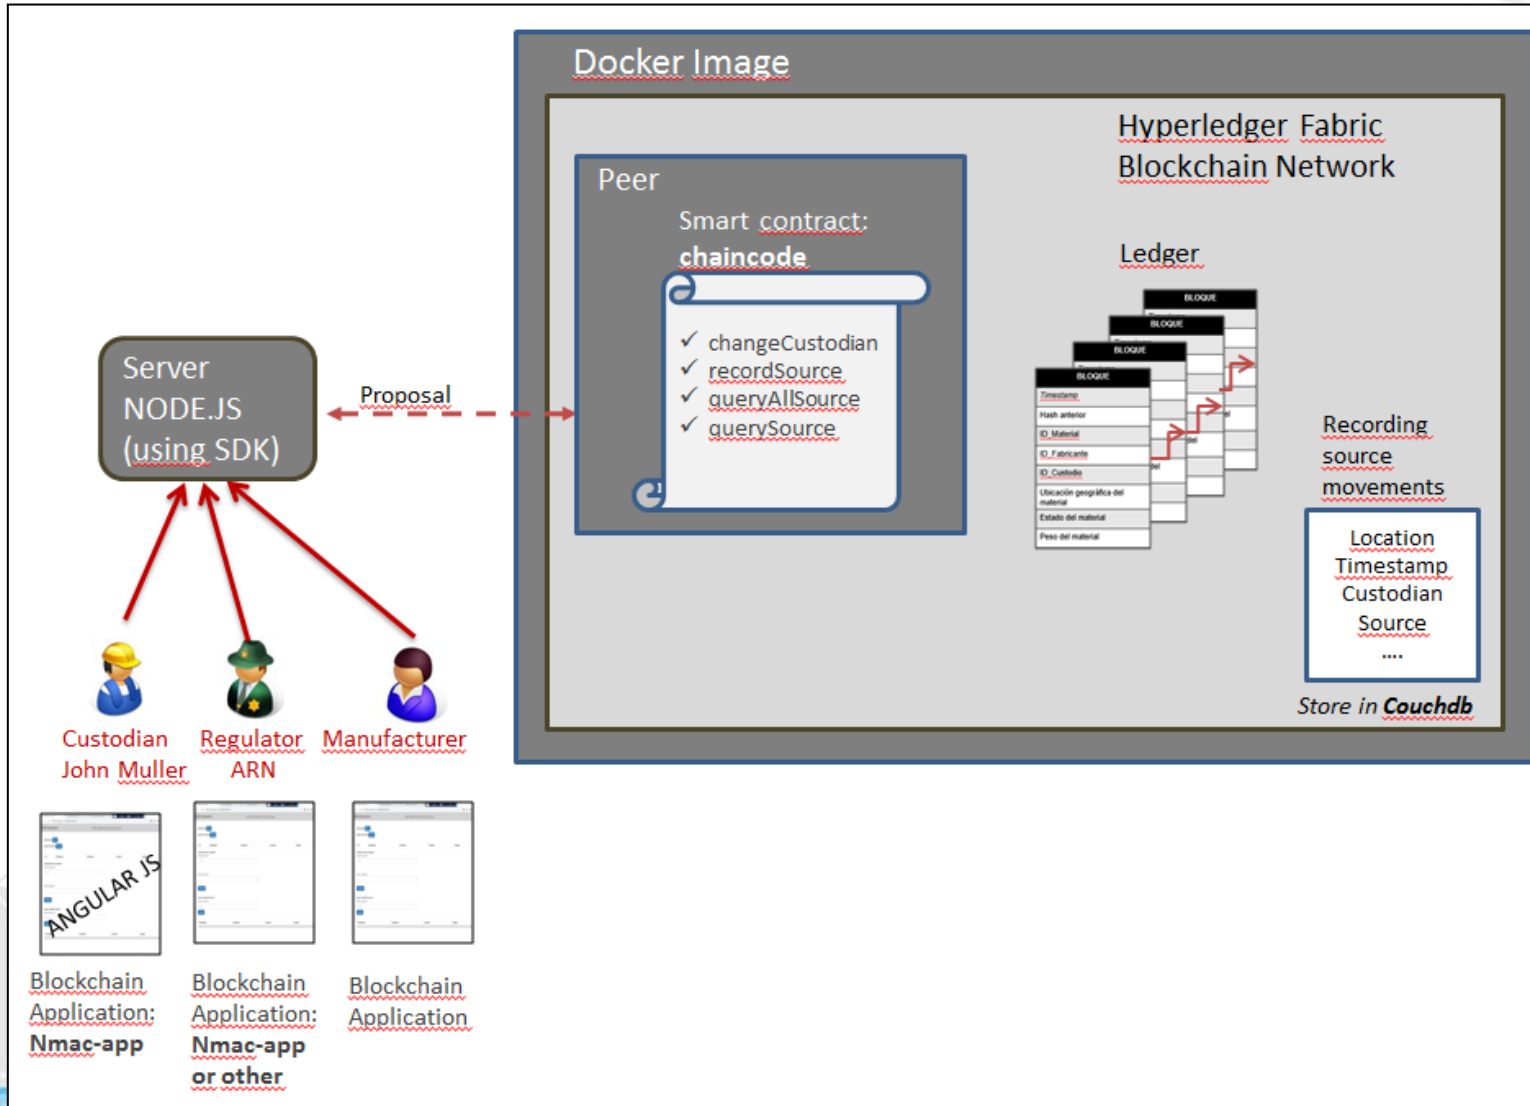 Docker Image
Hyperledger Fabric
Blockchain Network
Peer
Smart contract:
chaincode
changeCustodian
recordSource
queryAllSource
querySource
Ledger
BLOQUE
BLOQUE
BLOQUE
BLOQUE
Timestamp
Hash anterior
ID_Material
ID_Fabricante
ID_Custodio
Ubicación geográfica del
material
Estado del material
Peso del material
del
del
el
Recording
source
movements
Location
Timestamp
Custodian
Source
....
Store in Couchdb
Server
NODE.JS
(using SDK)
Proposal
Custodian
John Muller
Regulator
ARN
Manufacturer
ANGULAR JS
Blockchain
Application:
Nmac-app
Blockchain
Application:
Nmac-app
or other
Blockchain
Application